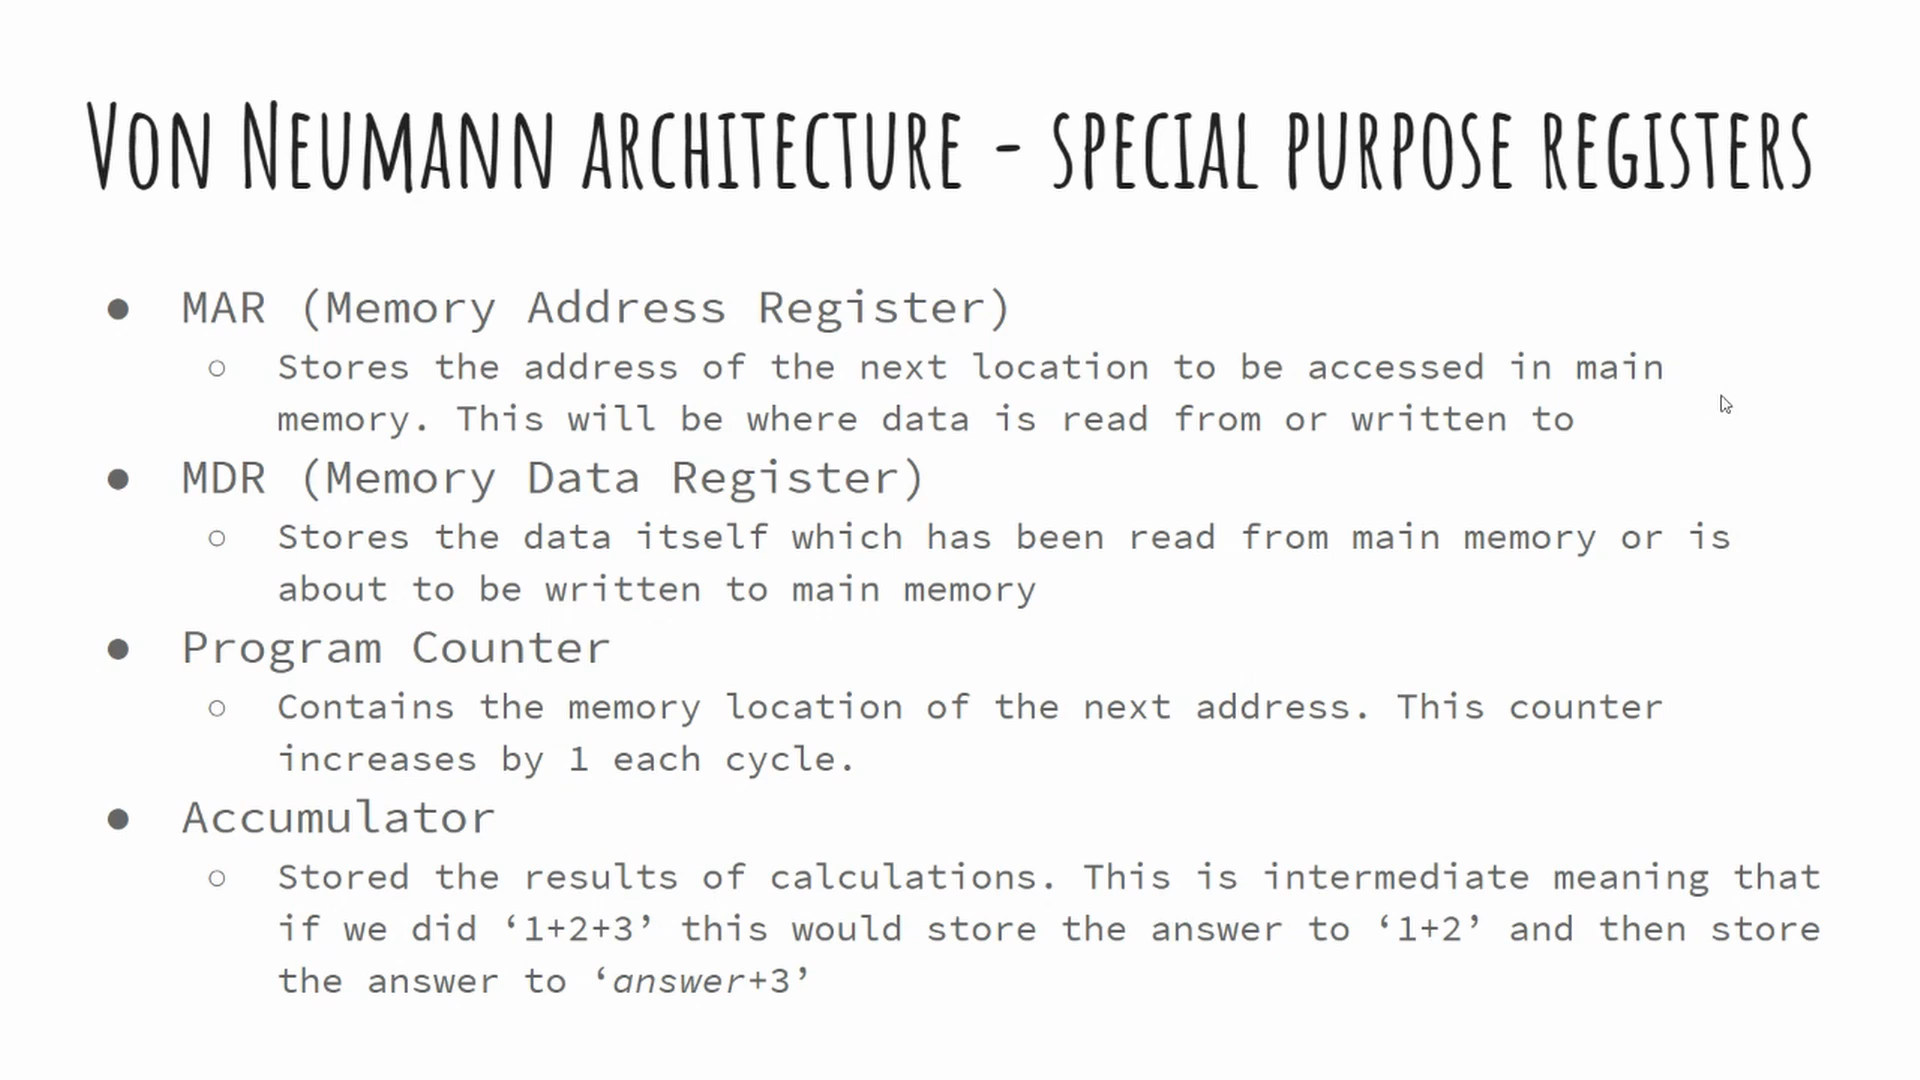 Von Neumann architecture - special purpose registers
● MAR (Memory Address Register)
○ Stores the address of the next location to be accessed in main
memory. This will be where data is read from or written to
● MDR (Memory Data Register)
○ Stores the data itself which has been read from main memory or is
about to be written to main memory
● Program Counter
○ Contains the memory location of the next address. This counter
increases by 1 each cycle.
● Accumulator
○ Stored the results of calculations. This is intermediate meaning that
if we did ‘1+2+3’ this would store the answer to ‘1+2’ and then store
the answer to ‘answer+3’